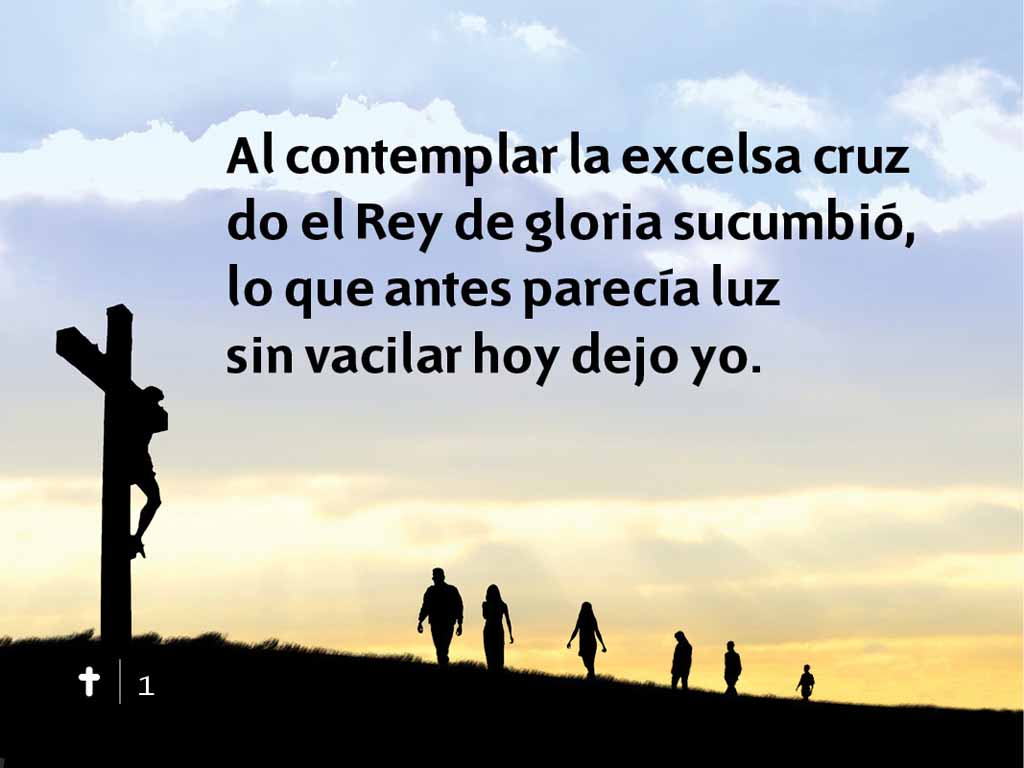 Al contemplar la excelsa cruz
do el Rey de gloria sucumbió,
lo que antes parecía luz
sin vacilar hoy dejo yo.
1